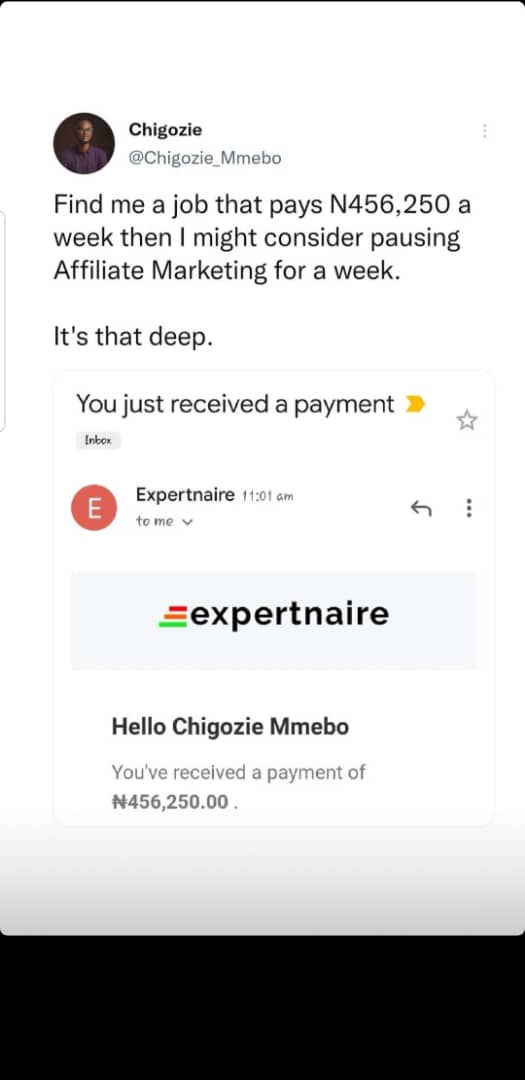 Chigozie
@Chigozie_Mmebo
Find me a job that pays N456,250 a
week then I might consider pausing
Affiliate Marketing for a week.
It's that deep.
You just received a payment
Inbox
E
Expertnaire 11:01 am
to me
expertnaire
Hello Chigozie Mmebo
You've received a payment of
₦456,250.00 .